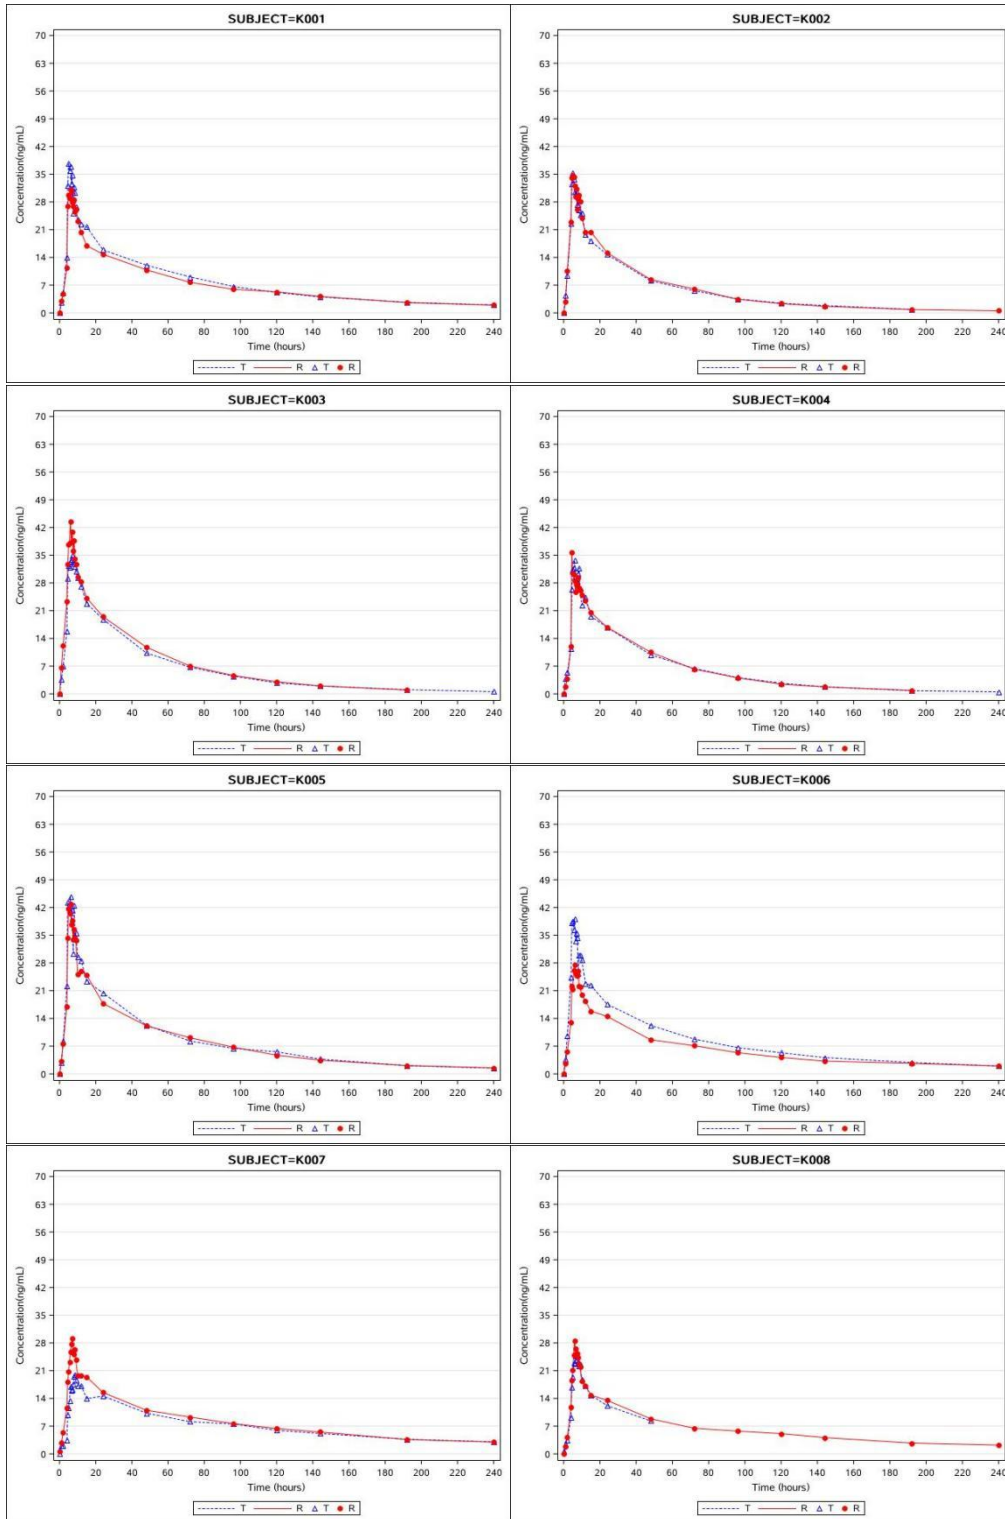 SUBJECT=K001
70
63
56
49
42
35
28
21
14
7
0
Concentration(ng/mL)
0 20 40 60 80 100 120 140 160 180 200 220 240
Time (hours)
T R T R
SUBJECT=K002
70
63
56
49
42
35
28
21
14
7
0
Concentration(ng/mL)
0 20 40 60 80 100 120 140 160 180 200 220 240
Time (hours)
T R T R
SUBJECT=K003
70
63
56
49
42
35
28
21
14
7
0
Concentration(ng/mL)
0 20 40 60 80 100 120 140 160 180 200 220 240
Time (hours)
T R T R
SUBJECT=K004
70
63
56
49
42
35
28
21
14
7
0
Concentration(ng/mL)
0 20 40 60 80 100 120 140 160 180 200 220 240
Time (hours)
T R T R
SUBJECT=K005
70
63
56
49
42
35
28
21
14
7
0
Concentration(ng/mL)
0 20 40 60 80 100 120 140 160 180 200 220 240
Time (hours)
T R T R
SUBJECT=K006
70
63
56
49
42
35
28
21
14
7
0
Concentration(ng/mL)
0 20 40 60 80 100 120 140 160 180 200 220 240
Time (hours)
T R T R
SUBJECT=K007
70
63
56
49
42
35
28
21
14
7
0
Concentration(ng/mL)
0 20 40 60 80 100 120 140 160 180 200 220 240
Time (hours)
T R T R
SUBJECT=K008
70
63
56
49
42
35
28
21
14
7
0
Concentration(ng/mL)
0 20 40 60 80 100 120 140 160 180 200 220 240
Time (hours)
T R T R